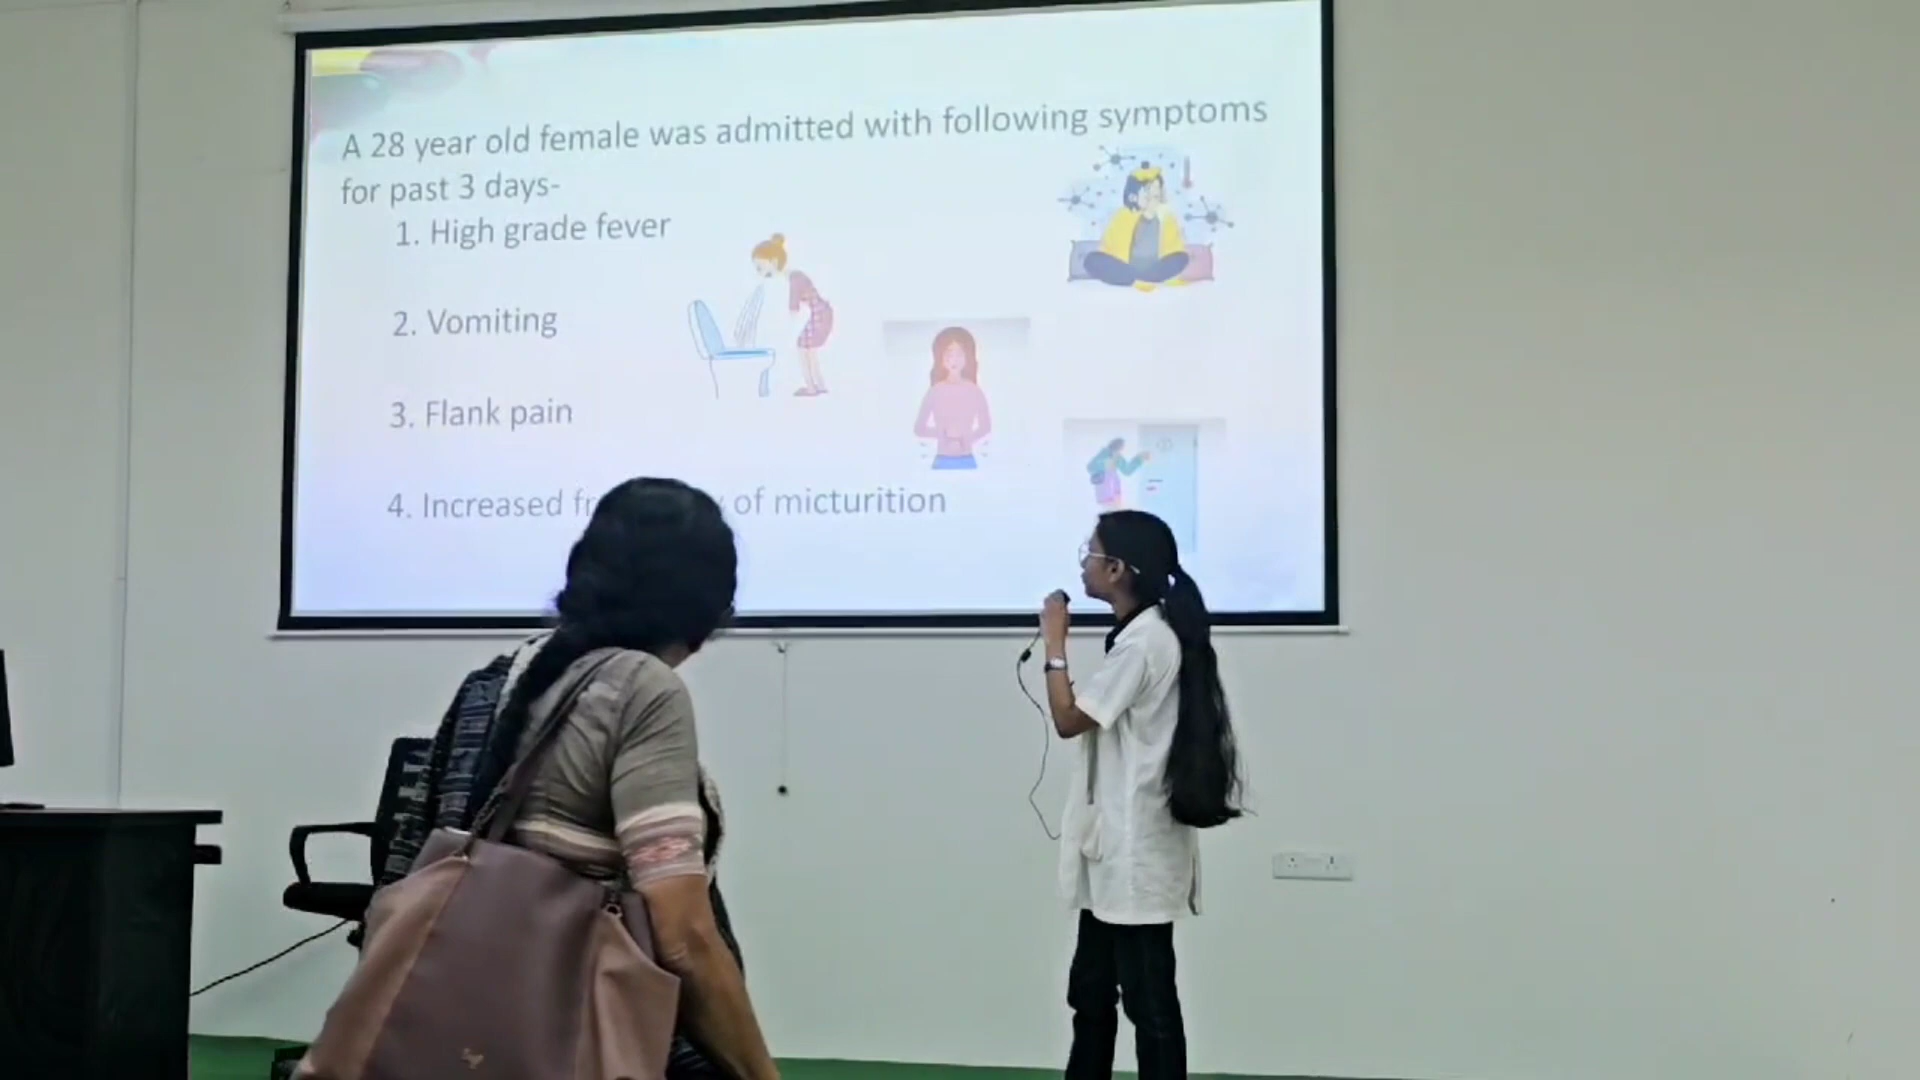 A 28 year old female was admitted with following symptoms
for past 3 days-
1. High grade fever
2. Vomiting
3. Flank pain
4. Increased of micturition